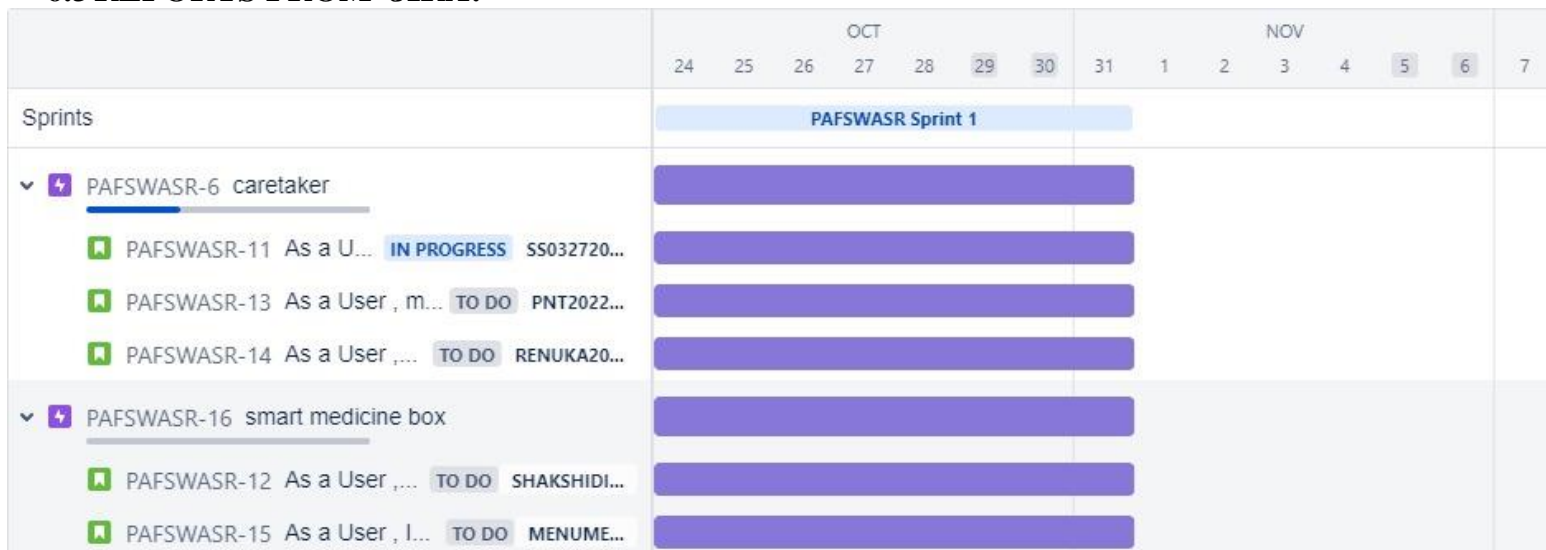 OCT NOV
24 25 26 27 28 29 30 31 1 2 3 4 5 6 7
Sprints PAFSWASR Sprint 1
PAFSWASR-6 caretaker
PAFSWASR-11 As a U... IN PROGRESS SS032720...
PAFSWASR-13 As a User , m... TO DO PNT2022...
PAFSWASR-14 As a User ,... TO DO RENUKA20...
PAFSWASR-16 smart medicine box
PAFSWASR-12 As a User ,... TO DO SHAKSHIDI...
PAFSWASR-15 As a User , I... TO DO MENUME...